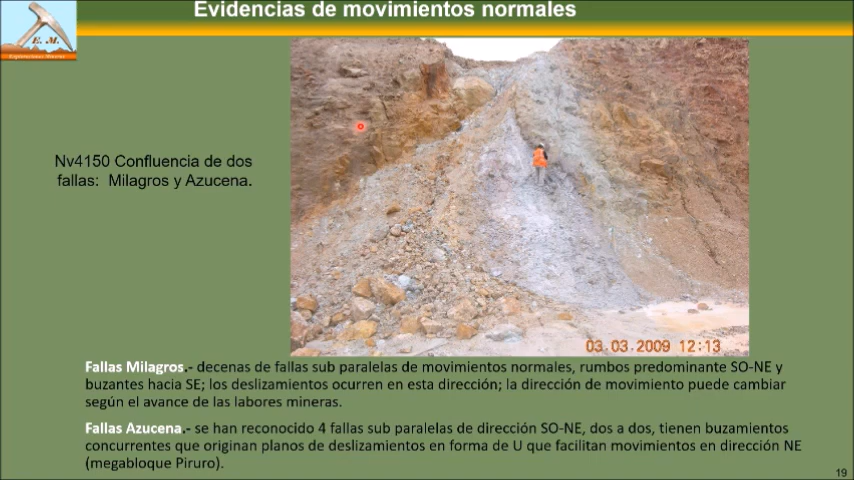 Evidencias de movimientos normales
E. M.
Exploraciones Mineras
Nv4150 Confluencia de dos
fallas: Milagros y Azucena.
03.03.2009 12:13
Fallas Milagros.- decenas de fallas sub paralelas de movimientos normales, rumbos predominante SO-NE y
buzantes hacia SE; los deslizamientos ocurren en esta dirección; la dirección de movimiento puede cambiar
según el avance de las labores mineras.
Fallas Azucena.- se han reconocido 4 fallas sub paralelas de dirección SO-NE, dos a dos, tienen buzamientos
concurrentes que originan planos de deslizamientos en forma de U que facilitan movimientos en dirección NE
(megabloque Piruro).
19